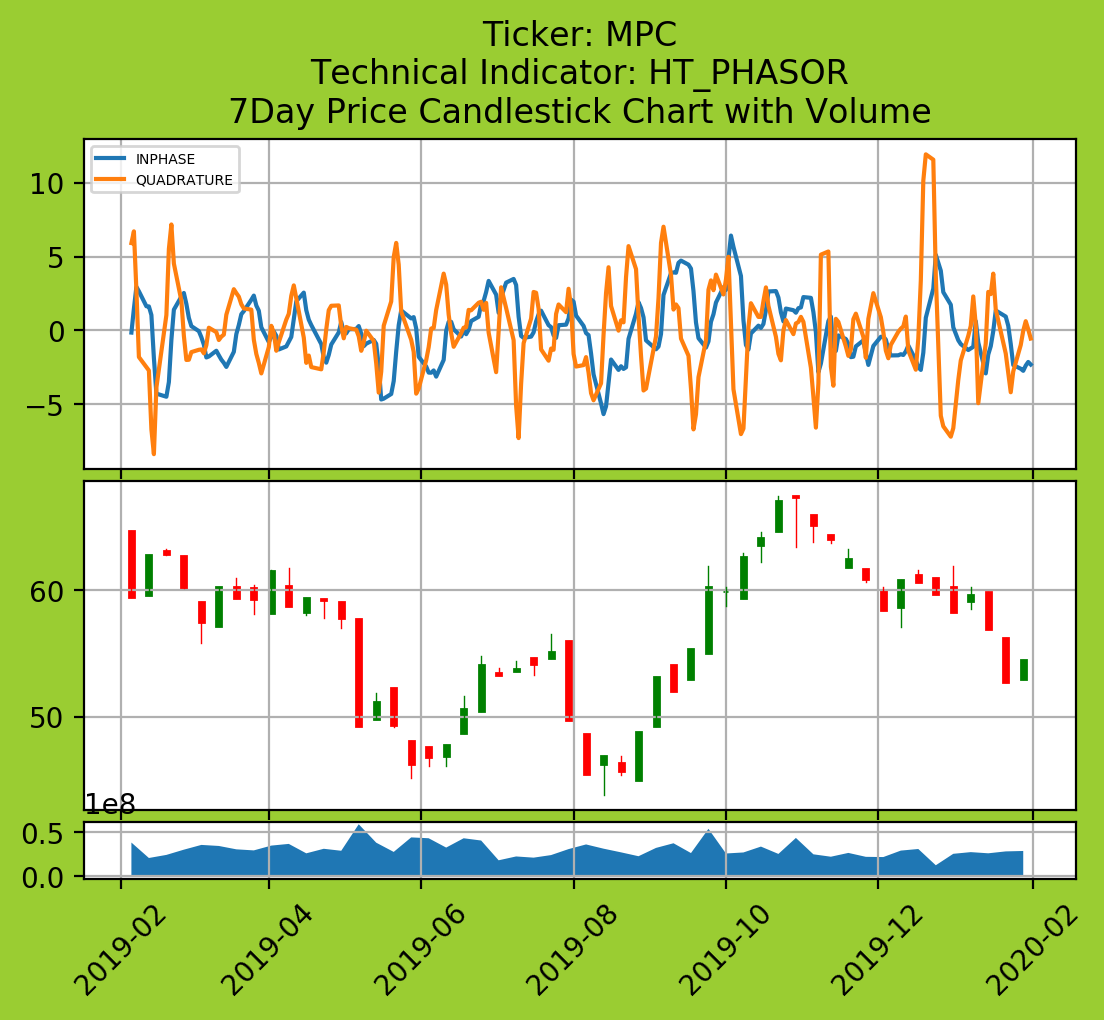 Ticker: MPC
Technical Indicator: HT_PHASOR
7Day Price Candlestick Chart with Volume
INPHASE
QUADRATURE
10
5
0
−5
60
50
1e8
0.5
0.0
2019-02
2019-04
2019-06
2019-08
2019-10
2019-12
2020-02